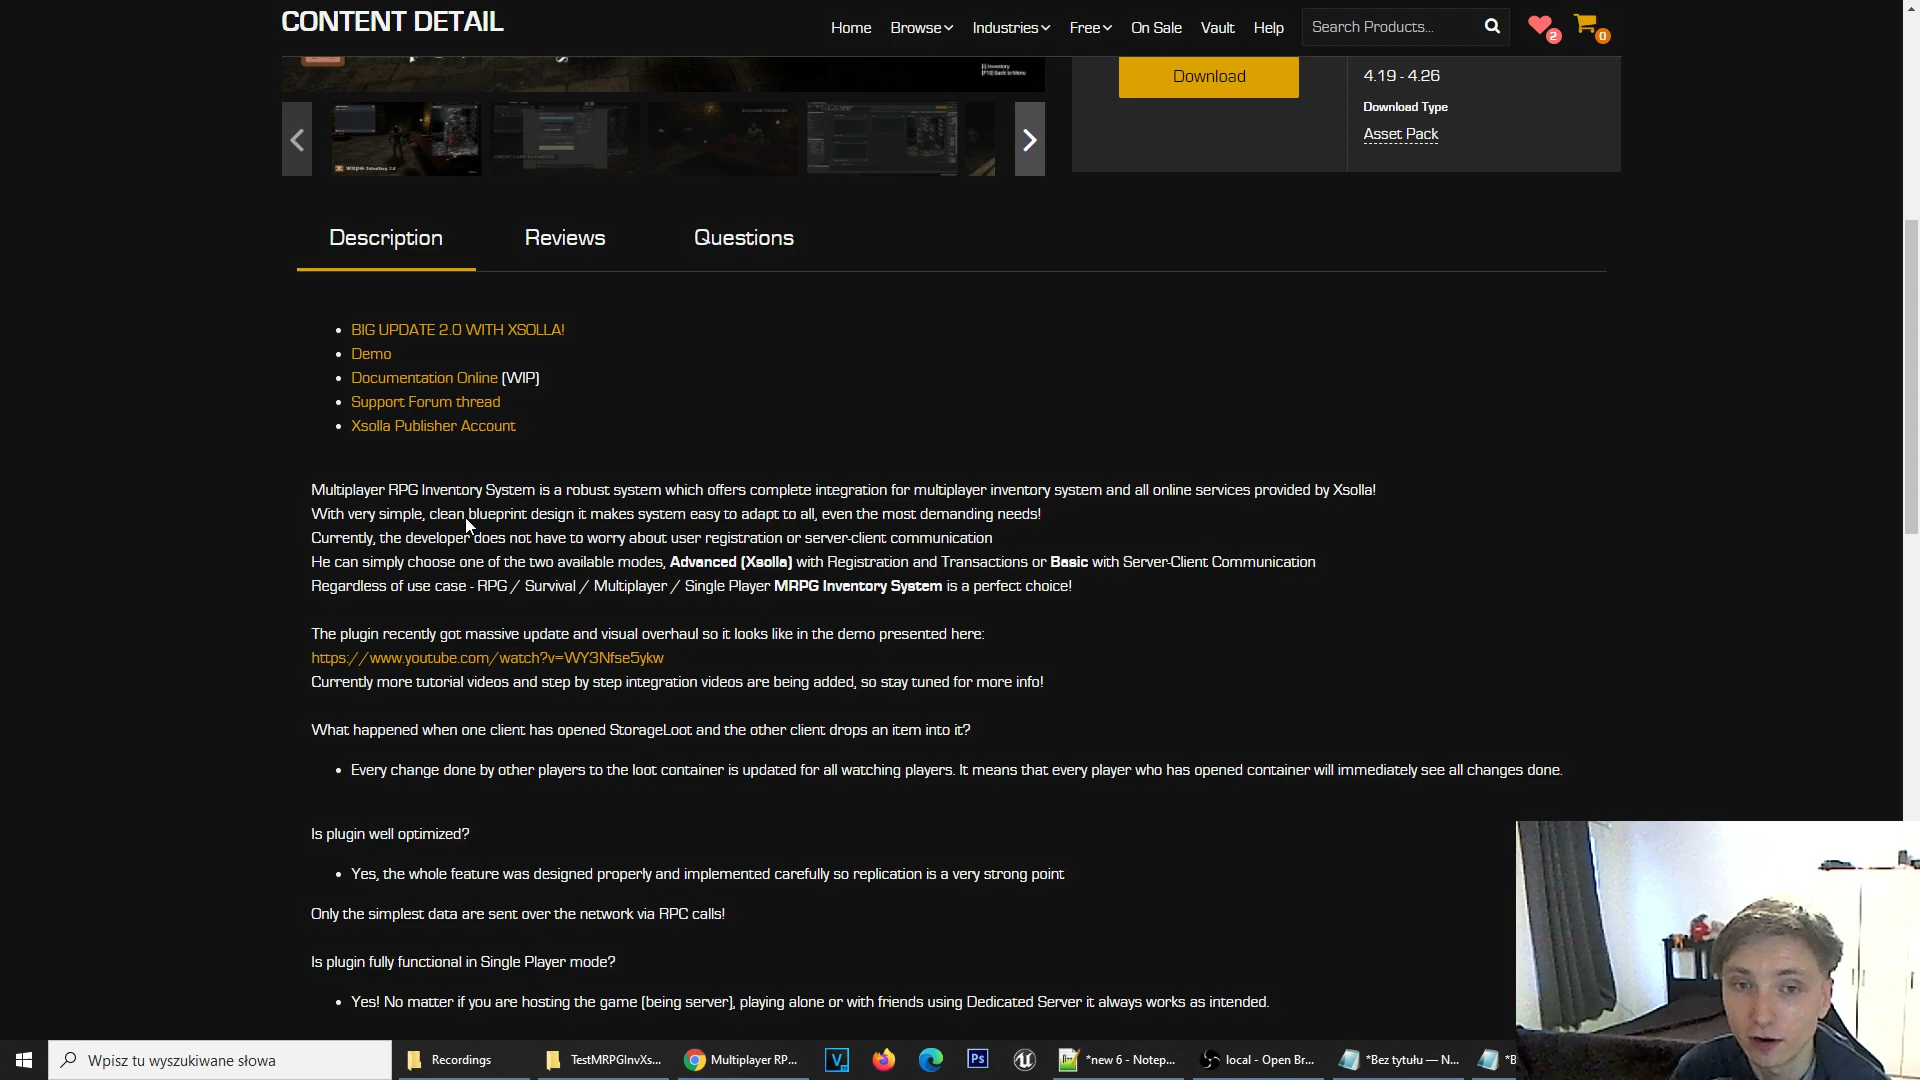 CONTENT DETAIL
Home Browse Industries Free On Sale Vault Help Search Products... 2 0
[I] Inventory
[F10] Back to Menu
Download
4.19 - 4.26
Download Type
Asset Pack
Description Reviews Questions
• BIG UPDATE 2.0 WITH XSOLLA!
• Demo
• Documentation Online (WIP)
• Support Forum thread
• Xsolla Publisher Account
Multiplayer RPG Inventory System is a robust system which offers complete integration for multiplayer inventory system and all online services provided by Xsolla!
With very simple, clean blueprint design it makes system easy to adapt to all, even the most demanding needs!
Currently, the developer does not have to worry about user registration or server-client communication
He can simply choose one of the two available modes, Advanced (Xsolla) with Registration and Transactions or Basic with Server-Client Communication
Regardless of use case - RPG / Survival / Multiplayer / Single Player MRPG Inventory System is a perfect choice!
The plugin recently got massive update and visual overhaul so it looks like in the demo presented here:
https://www.youtube.com/watch?v=WY3Nfse5ykw
Currently more tutorial videos and step by step integration videos are being added, so stay tuned for more info!
What happened when one client has opened StorageLoot and the other client drops an item into it?
• Every change done by other players to the loot container is updated for all watching players. It means that every player who has opened container will immediately see all changes done.
Is plugin well optimized?
• Yes, the whole feature was designed properly and implemented carefully so replication is a very strong point
Only the simplest data are sent over the network via RPC calls!
Is plugin fully functional in Single Player mode?
• Yes! No matter if you are hosting the game (being server), playing alone or with friends using Dedicated Server it always works as intended.
Wpisz tu wyszukiwane słowa Recordings TestMRPGInvXs... Multiplayer RP... V Ps *new 6 - Notep... local - Open Br... *Bez tytułu — N... *B